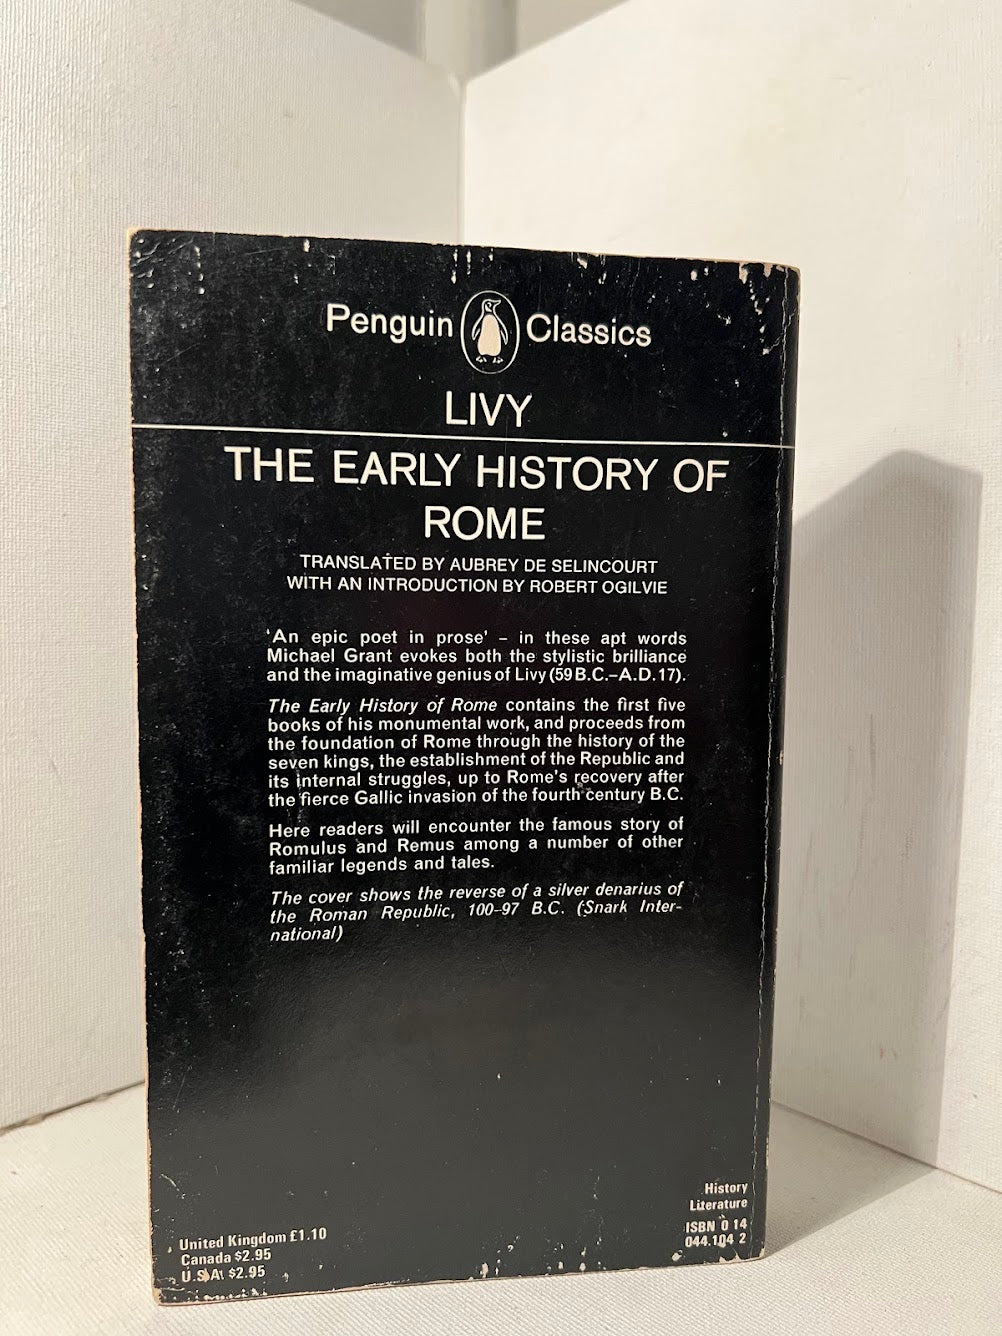 Penguin Classics
LIVY
THE EARLY HISTORY OF
ROME
TRANSLATED BY AUBREY DE SELINCOURT
WITH AN INTRODUCTION BY ROBERT OGILVIE
'An epic poet in prose' – in these apt words
Michael Grant evokes both the stylistic brilliance
and the imaginative genius of Livy (59 B.C.–A.D. 17).
The Early History of Rome contains the first five
books of his monumental work, and proceeds from
the foundation of Rome through the history of the
seven kings, the establishment of the Republic and
its internal struggles, up to Rome's recovery after
the fierce Gallic invasion of the fourth century B.C.
Here readers will encounter the famous story of
Romulus and Remus among a number of other
familiar legends and tales.
The cover shows the reverse of a silver denarius of
the Roman Republic, 100–97 B.C. (Snark Inter-
national)
United Kingdom £1.10
Canada $2.95
U.S.A. $2.95
History
Literature
ISBN 0 14
044.104 2